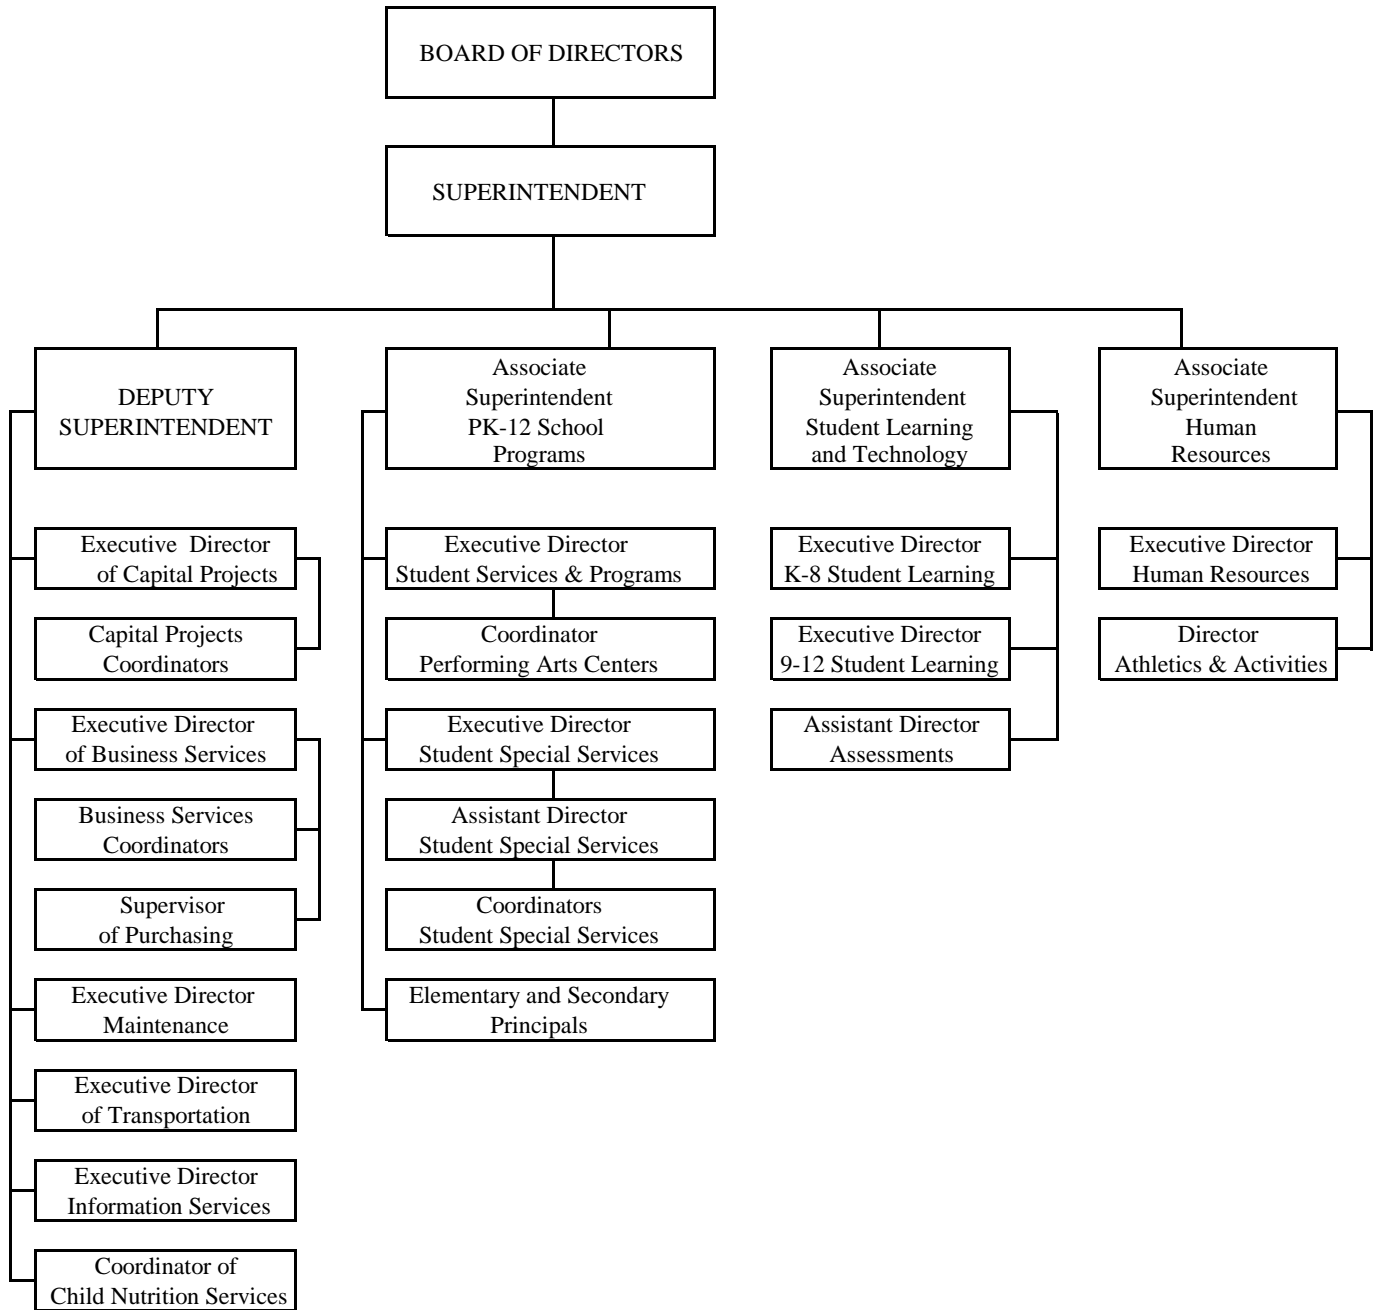 BOARD OF DIRECTORS
SUPERINTENDENT
DEPUTY
SUPERINTENDENT
Executive Director
of Capital Projects
Capital Projects
Coordinators
Executive Director
of Business Services
Business Services
Coordinators
Supervisor
of Purchasing
Executive Director
Maintenance
Executive Director
of Transportation
Executive Director
Information Services
Coordinator of
Child Nutrition Services
Associate
Superintendent
PK-12 School
Programs
Executive Director
Student Services & Programs
Coordinator
Performing Arts Centers
Executive Director
Student Special Services
Assistant Director
Student Special Services
Coordinators
Student Special Services
Elementary and Secondary
Principals
Associate
Superintendent
Student Learning
and Technology
Executive Director
K-8 Student Learning
Executive Director
9-12 Student Learning
Assistant Director
Assessments
Associate
Superintendent
Human
Resources
Executive Director
Human Resources
Director
Athletics & Activities